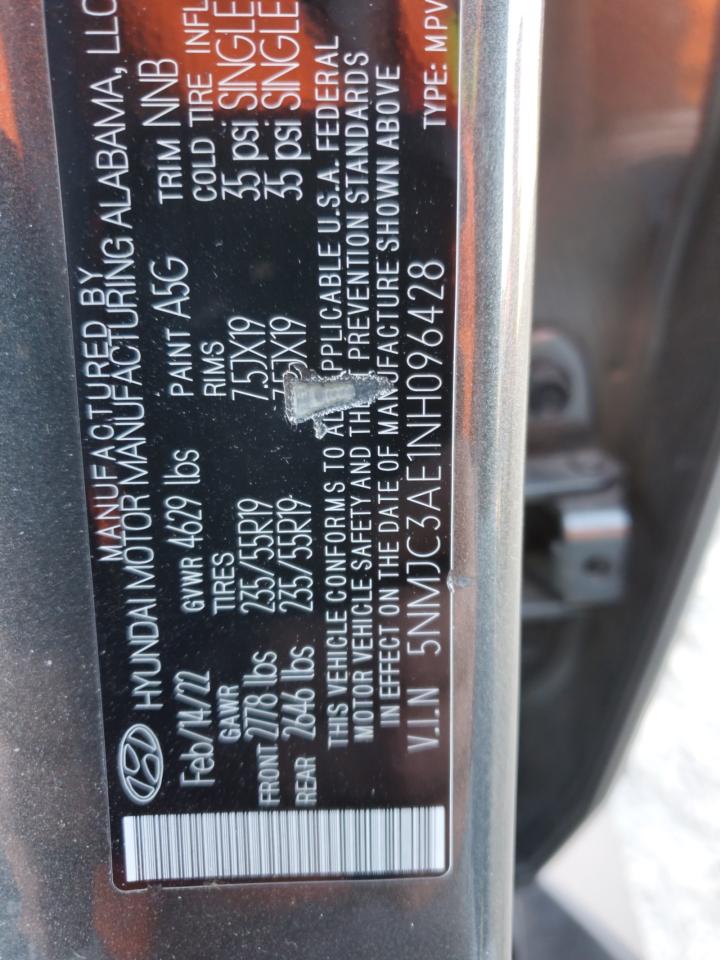 MANUFACTURED BY
HYUNDAI MOTOR MANUFACTURING ALABAMA, LLC
Feb/14/22 GVWR 4629 lbs PAINT A5G TRIM NNB
GAWR TIRES RIMS COLD TIRE INFL
FRONT 2778 lbs 235/55R19 7.5JX19 35 psi SINGLE
REAR 2646 lbs 235/55R19 7.5JX19 35 psi SINGLE
THIS VEHICLE CONFORMS TO APPLICABLE U.S.A. FEDERAL
MOTOR VEHICLE SAFETY AND PREVENTION STANDARDS
IN EFFECT ON THE DATE OF MANUFACTURE SHOWN ABOVE
V.I.N 5NMJC3AE1NH096428 TYPE: MPV